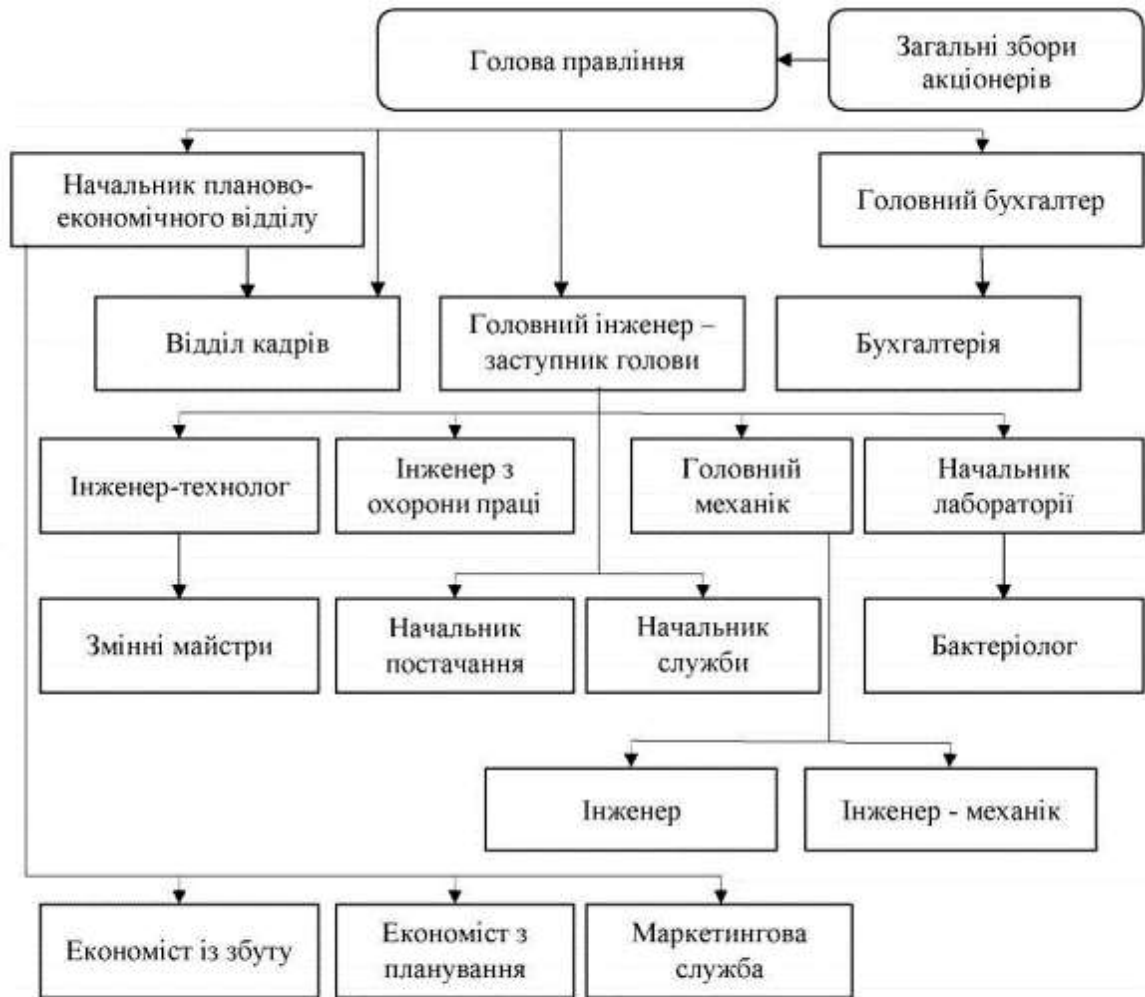 Голова правління
Загальні збори
акціонерів
Начальник планово-
економічного відділу
Головний бухгалтер
Відділ кадрів
Головний інженер –
заступник голови
Бухгалтерія
Інженер-технолог
Інженер з
охорони праці
Головний
механік
Начальник
лабораторії
Змінні майстри
Начальник
постачання
Начальник
служби
Бактеріолог
Інженер
Інженер - механік
Економіст із збуту
Економіст з
планування
Маркетингова
служба